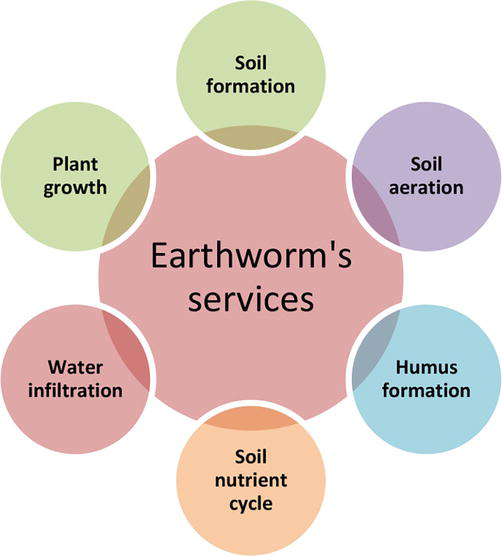 Soil
formation
Plant
growth
Soil
aeration
Earthworm's
services
Water
infiltration
Humus
formation
Soil
nutrient
cycle